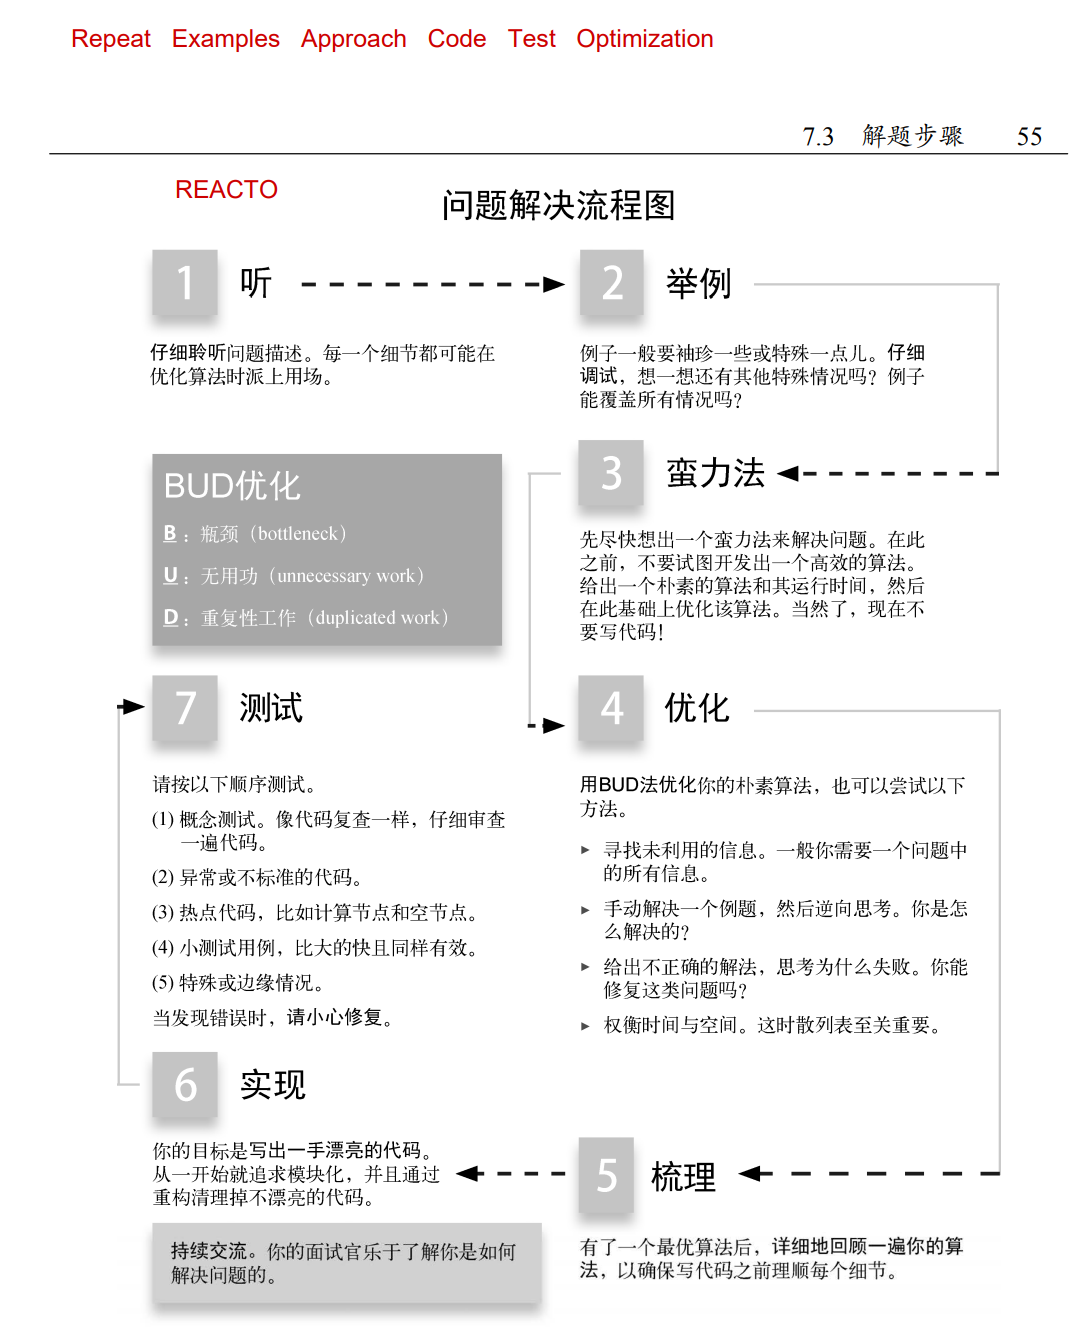 Repeat Examples Approach Code Test Optimization
7.3 解题步骤 55
REACTO
问题解决流程图
1 听
仔细聆听问题描述。每一个细节都可能在
优化算法时派上用场。
2 举例
例子一般要袖珍一些或特殊一点儿。仔细
调试，想一想还有其他特殊情况吗？例子
能覆盖所有情况吗？
3 蛮力法
先尽快想出一个蛮力法来解决问题。在此
之前，不要试图开发出一个高效的算法。
给出一个朴素的算法和其运行时间，然后
在此基础上优化该算法。当然了，现在不
要写代码！
BUD优化
B：瓶颈（bottleneck）
U：无用功（unnecessary work）
D：重复性工作（duplicated work）
4 优化
用BUD法优化你的朴素算法，也可以尝试以下
方法。
▸ 寻找未利用的信息。一般你需要一个问题中
的所有信息。
▸ 手动解决一个例题，然后逆向思考。你是怎
么解决的？
▸ 给出不正确的解法，思考为什么失败。你能
修复这类问题吗？
▸ 权衡时间与空间。这时散列表至关重要。
5 梳理
有了一个最优算法后，详细地回顾一遍你的算
法，以确保写代码之前理顺每个细节。
6 实现
你的目标是写出一手漂亮的代码。
从一开始就追求模块化，并且通过
重构清理掉不漂亮的代码。
持续交流。你的面试官乐于了解你是如何
解决问题的。
7 测试
请按以下顺序测试。
(1) 概念测试。像代码复查一样，仔细审查
一遍代码。
(2) 异常或不标准的代码。
(3) 热点代码，比如计算节点和空节点。
(4) 小测试用例，比大的快且同样有效。
(5) 特殊或边缘情况。
当发现错误时，请小心修复。